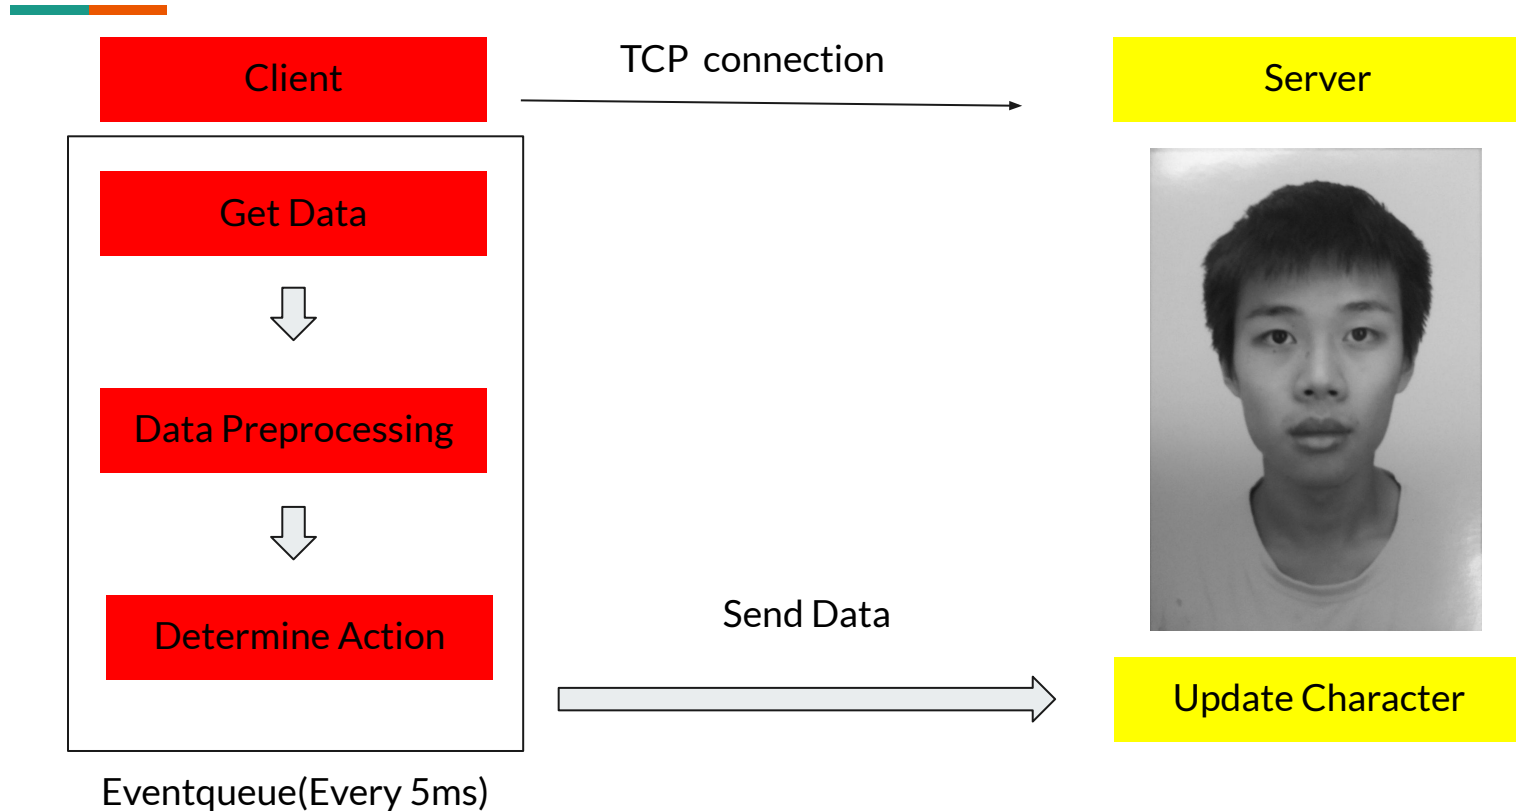 Client
TCP connection
Server
Get Data
Data Preprocessing
Determine Action
Send Data
Update Character
Eventqueue(Every 5ms)